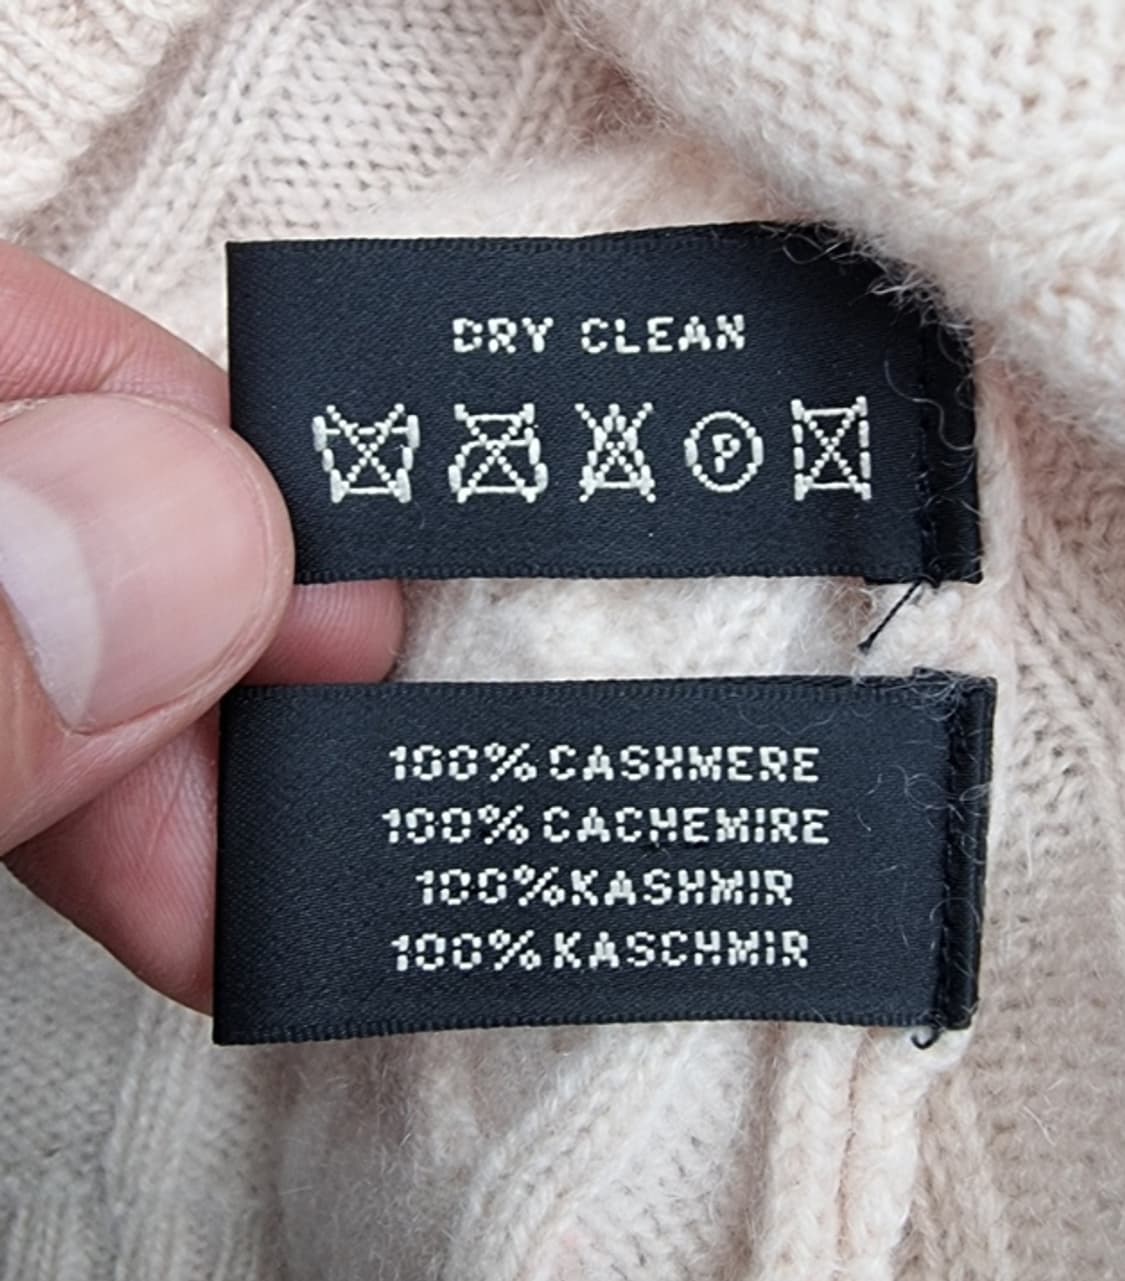 DRY CLEAN
P
100% CASHMERE
100% CACHEMIRE
100% KASHMIR
100% KASCHMIR